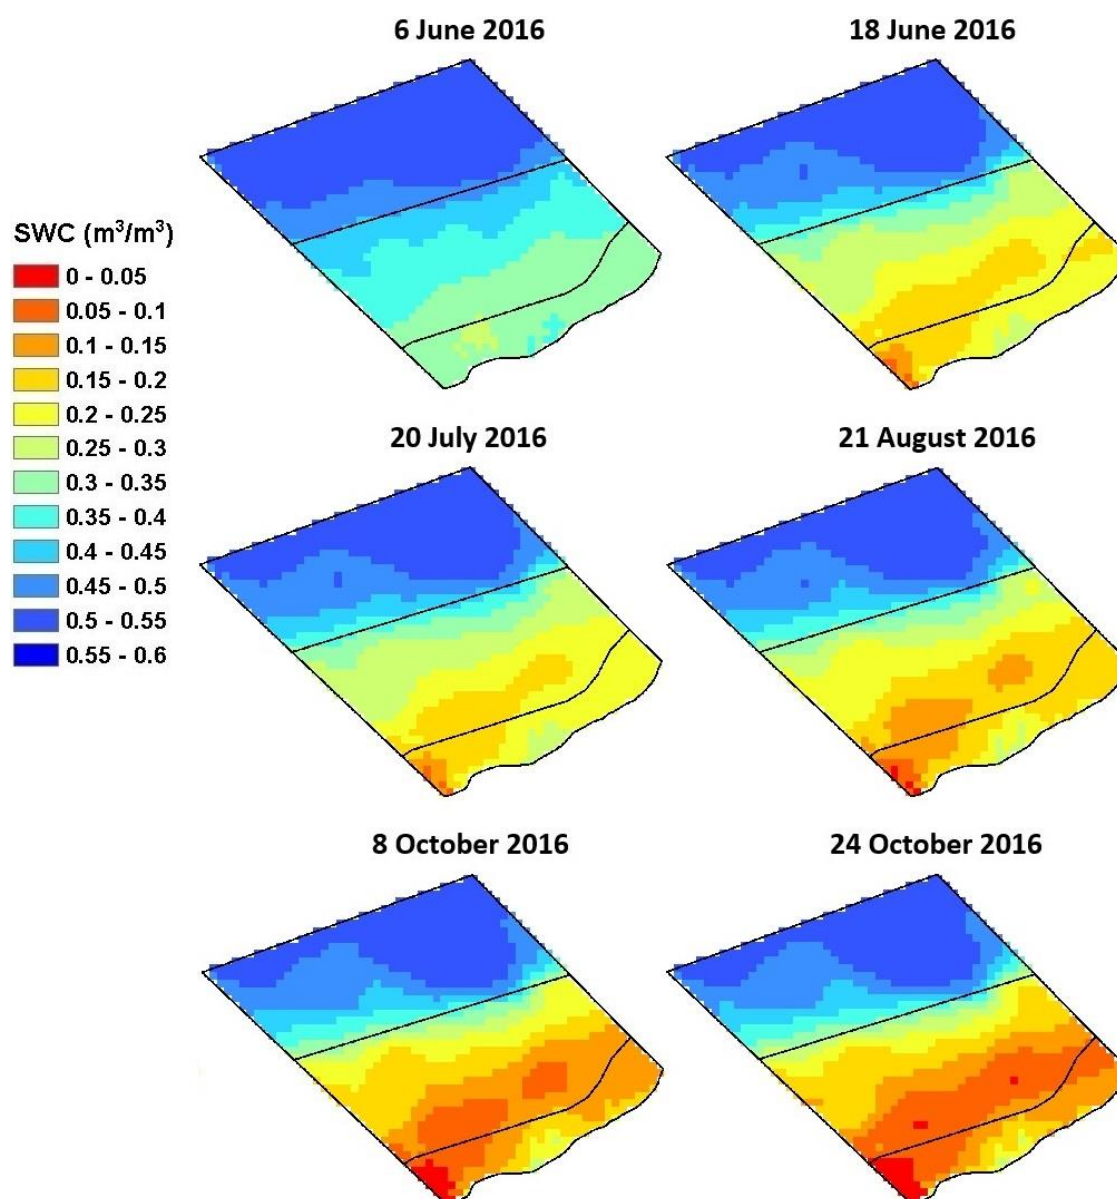 6 June 2016
18 June 2016
SWC (m³/m³)
0 - 0.05
0.05 - 0.1
0.1 - 0.15
0.15 - 0.2
0.2 - 0.25
0.25 - 0.3
0.3 - 0.35
0.35 - 0.4
0.4 - 0.45
0.45 - 0.5
0.5 - 0.55
0.55 - 0.6
20 July 2016
21 August 2016
8 October 2016
24 October 2016